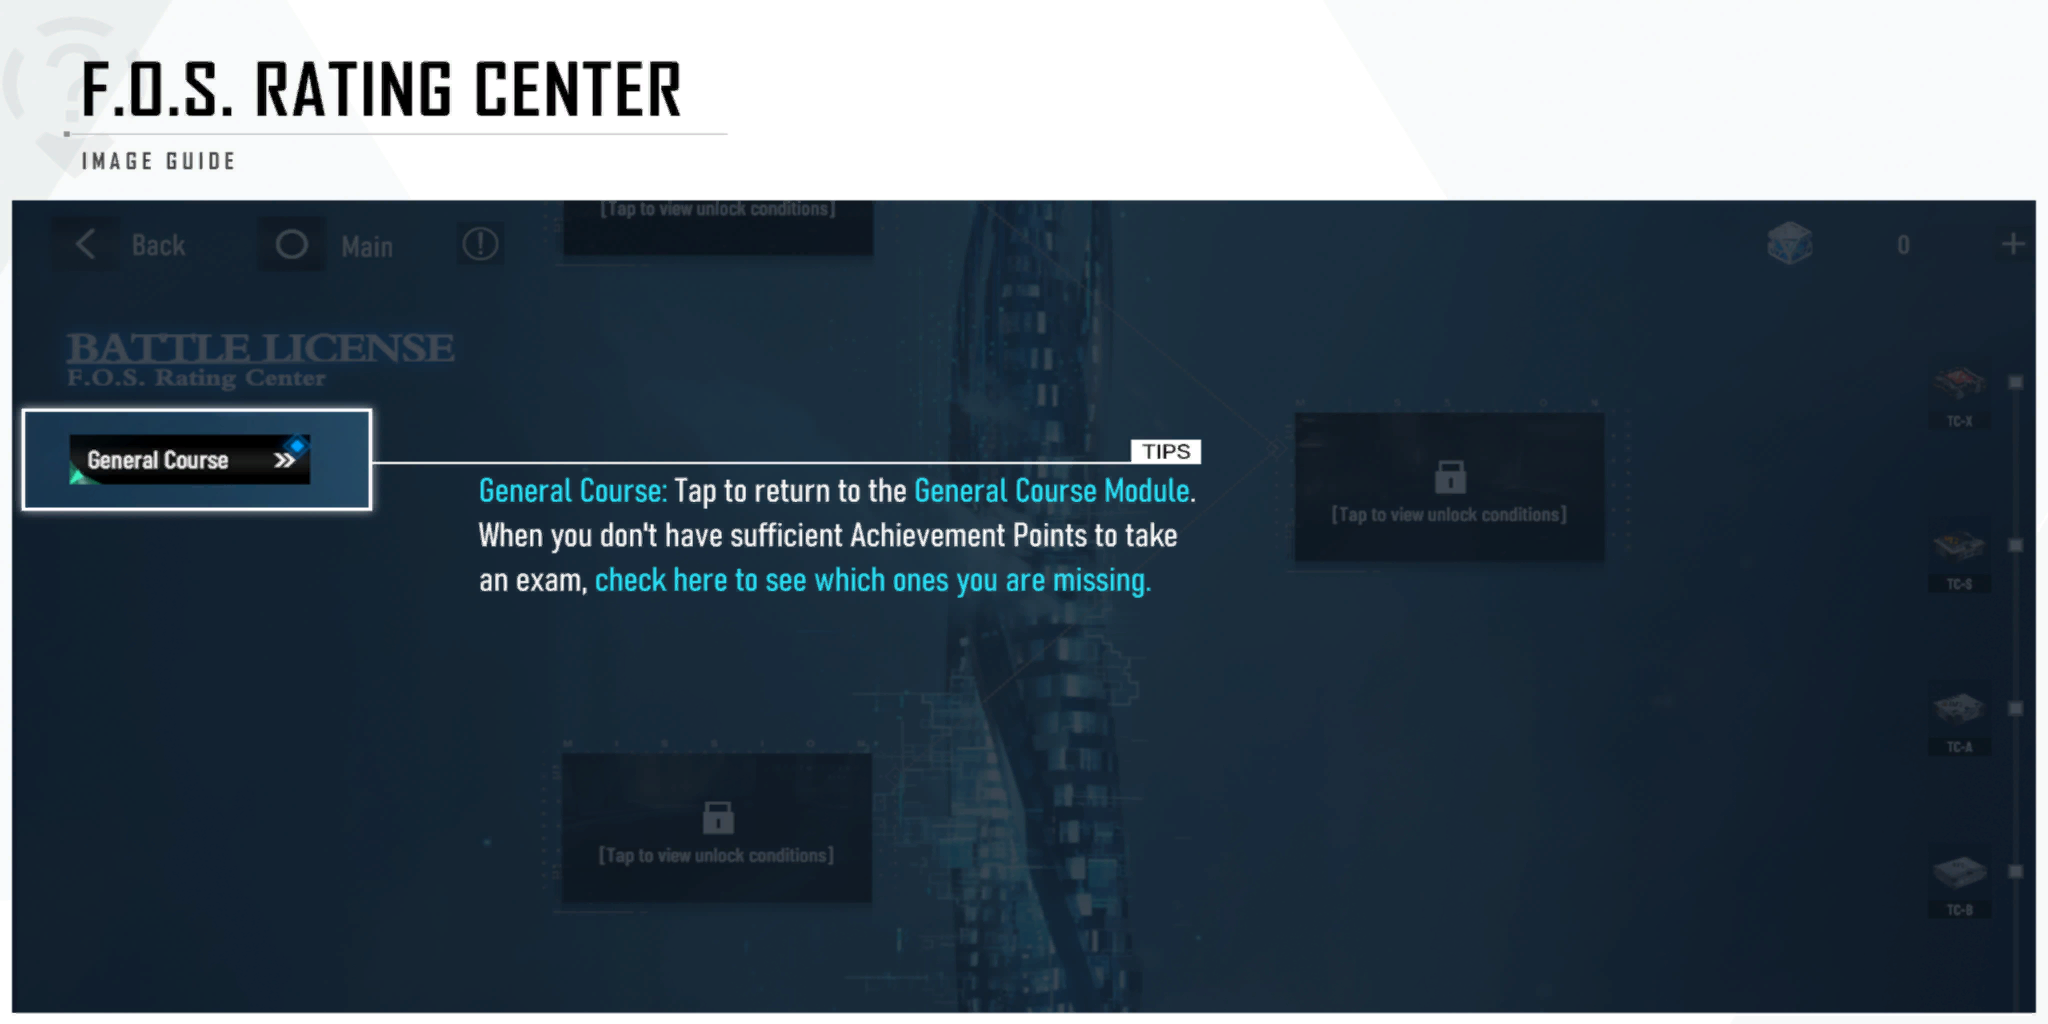 F.O.S. RATING CENTER
IMAGE GUIDE
[Tap to view unlock conditions]
Back
Main
0
BATTLE LICENSE
F.O.S. Rating Center
General Course
TIPS
General Course: Tap to return to the General Course Module.
When you don't have sufficient Achievement Points to take
an exam, check here to see which ones you are missing.
MISSION
[Tap to view unlock conditions]
TC-X
TC-S
TC-A
MISSION
[Tap to view unlock conditions]
TC-B